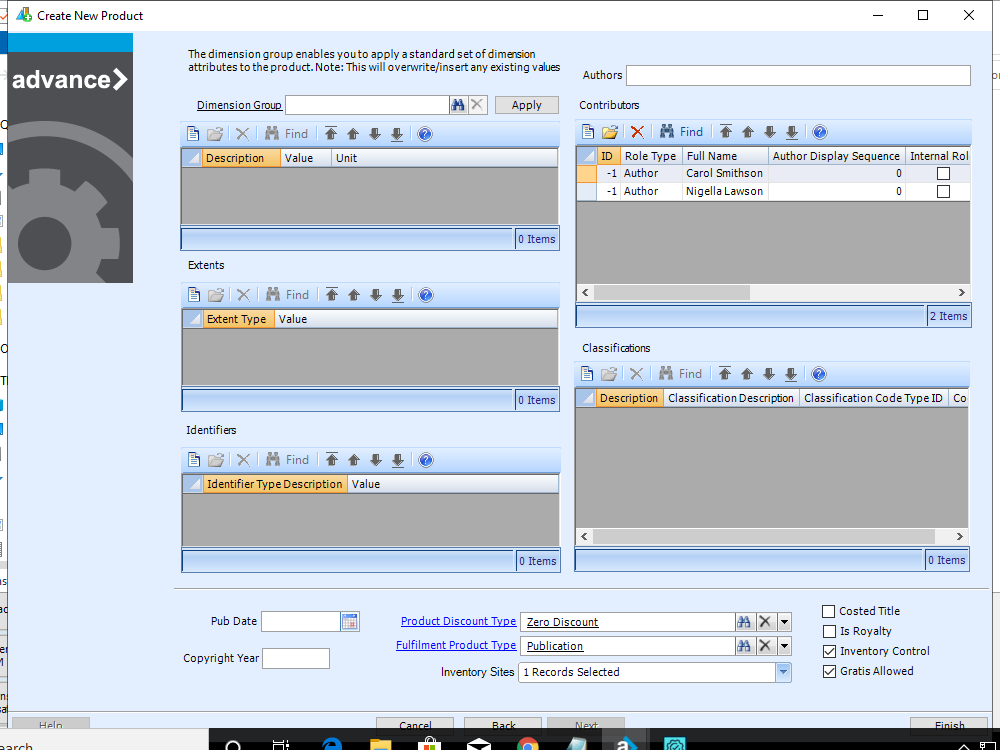 Create New Product
advance
The dimension group enables you to apply a standard set of dimension
attributes to the product. Note: This will overwrite/insert any existing values
Dimension Group
Apply
Find
Description Value Unit
0 Items
Extents
Find
Extent Type Value
0 Items
Identifiers
Find
Identifier Type Description Value
0 Items
Authors
Contributors
Find
ID Role Type Full Name Author Display Sequence Internal Rol
-1 Author Carol Smithson 0
-1 Author Nigella Lawson 0
2 Items
Classifications
Find
Description Classification Description Classification Code Type ID Co
0 Items
Pub Date
Copyright Year
Product Discount Type Zero Discount
Fulfilment Product Type Publication
Inventory Sites 1 Records Selected
Costed Title
Is Royalty
Inventory Control
Gratis Allowed
Help Cancel Back Next Finish
earch